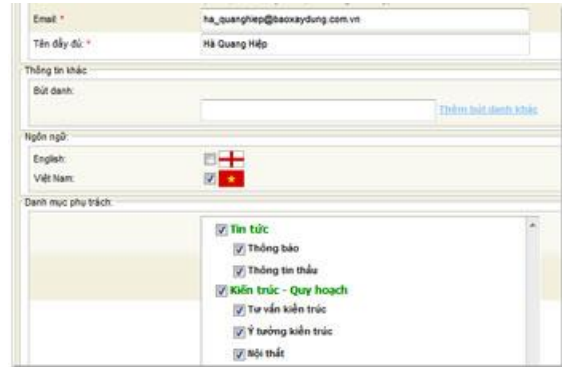 Email: * ha_quanghiep@baoxaydung.com.vn
Tên đầy đủ: * Hà Quang Hiệp
Thông tin khác
Bút danh:
Thêm bút danh khác
Ngôn ngữ:
English:
Việt Nam:
Danh mục phụ trách:
Tin tức
Thông báo
Thông tin thầu
Kiến trúc - Quy hoạch
Tư vấn kiến trúc
Ý tưởng kiến trúc
Nội thất